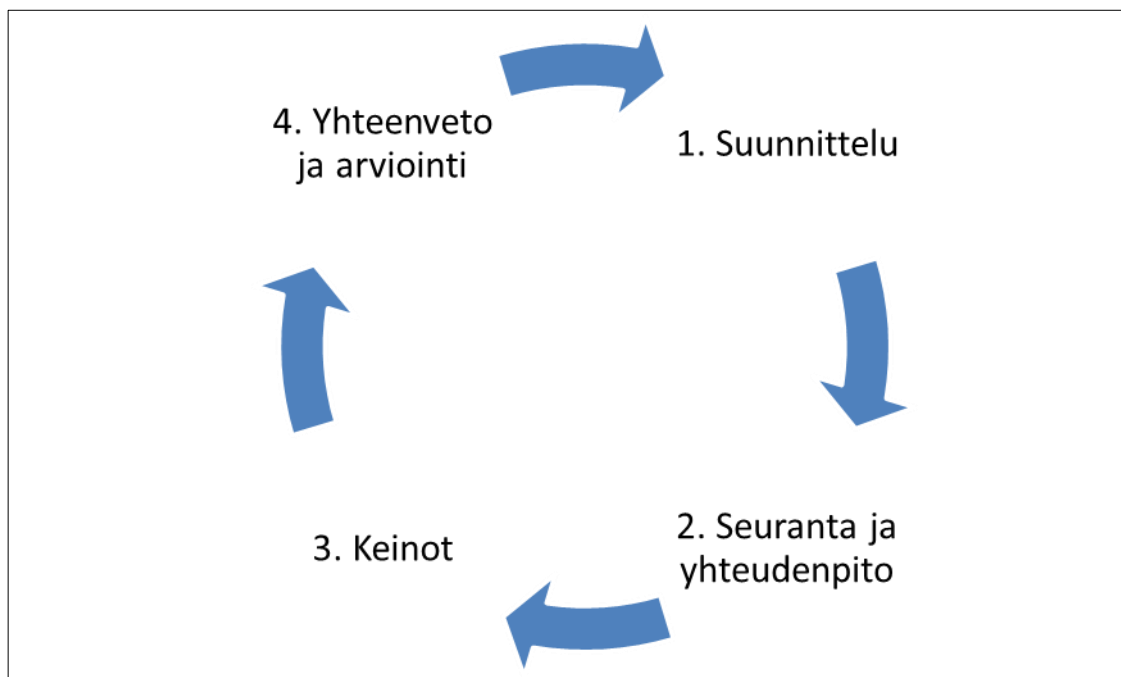 1. Suunnittelu
2. Seuranta ja
yhteudenpito
3. Keinot
4. Yhteenveto
ja arviointi